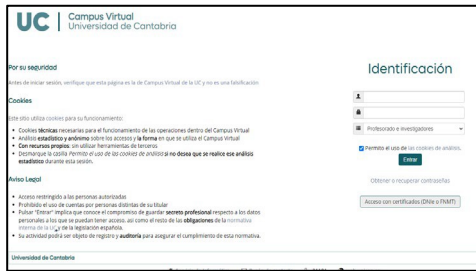 UC | Campus Virtual
Universidad de Cantabria
Por su seguridad
Antes de iniciar sesión, verifique que esta página es la de Campus Virtual de la UC y no es una falsificación
Cookies
Este sitio utiliza cookies para su funcionamiento:
Cookies técnicas necesarias para el funcionamiento de las operaciones dentro del Campus Virtual
Análisis estadístico y anónimo sobre los accesos y la forma en que se utiliza el Campus Virtual
Con recursos propios; sin utilizar herramientas de terceros
Desmarque la casilla Permito el uso de las cookies de análisis si no desea que se realice ese análisis
estadístico durante esta sesión.
Aviso Legal
Acceso restringido a las personas autorizadas
Prohibido el uso de cuentas por personas distintas de su titular
Pulsar "Entrar" implica que conoce el compromiso de guardar secreto profesional respecto a los datos
personales a los que se puedan tener acceso, así como el resto de las obligaciones de la normativa
interna de la UC y de la legislación española.
Su actividad podrá ser objeto de registro y auditoría para asegurar el cumplimiento de esta normativa.
Universidad de Cantabria
Identificación
Profesorado e investigadores
Permito el uso de las cookies de análisis.
Entrar
Obtener o recuperar contraseñas
Acceso con certificados (DNIe o FNMT)